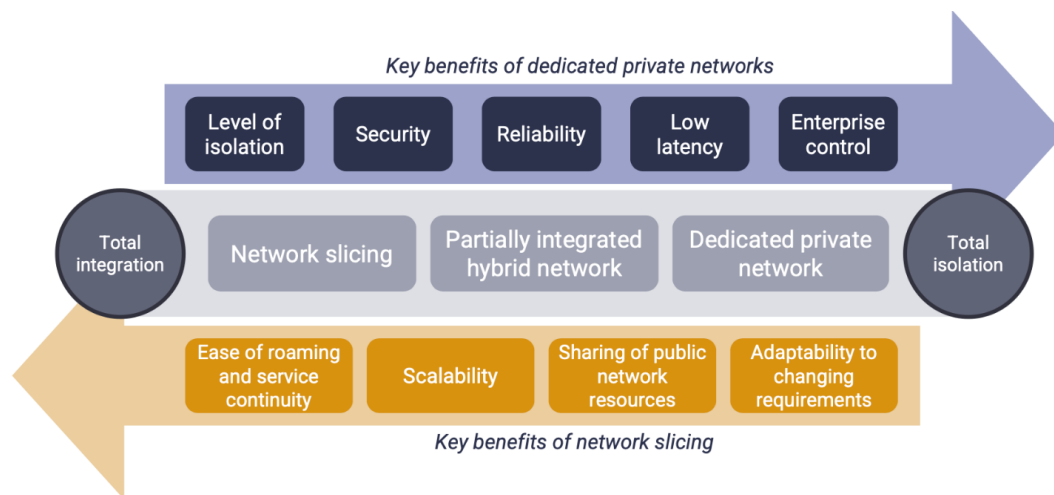 Key benefits of dedicated private networks
Level of
isolation
Security
Reliability
Low
latency
Enterprise
control
Total
integration
Network slicing
Partially integrated
hybrid network
Dedicated private
network
Total
isolation
Ease of roaming
and service
continuity
Scalability
Sharing of public
network
resources
Adaptability to
changing
requirements
Key benefits of network slicing